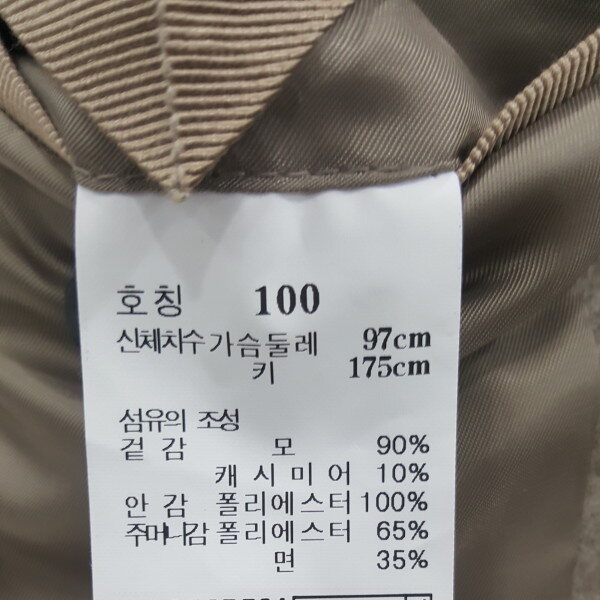 호칭 100
신체치수 가슴둘레 97cm
키 175cm
섬유의 조성
겉감 모 90%
캐시미어 10%
안감 폴리에스터 100%
주머니감 폴리에스터 65%
면 35%